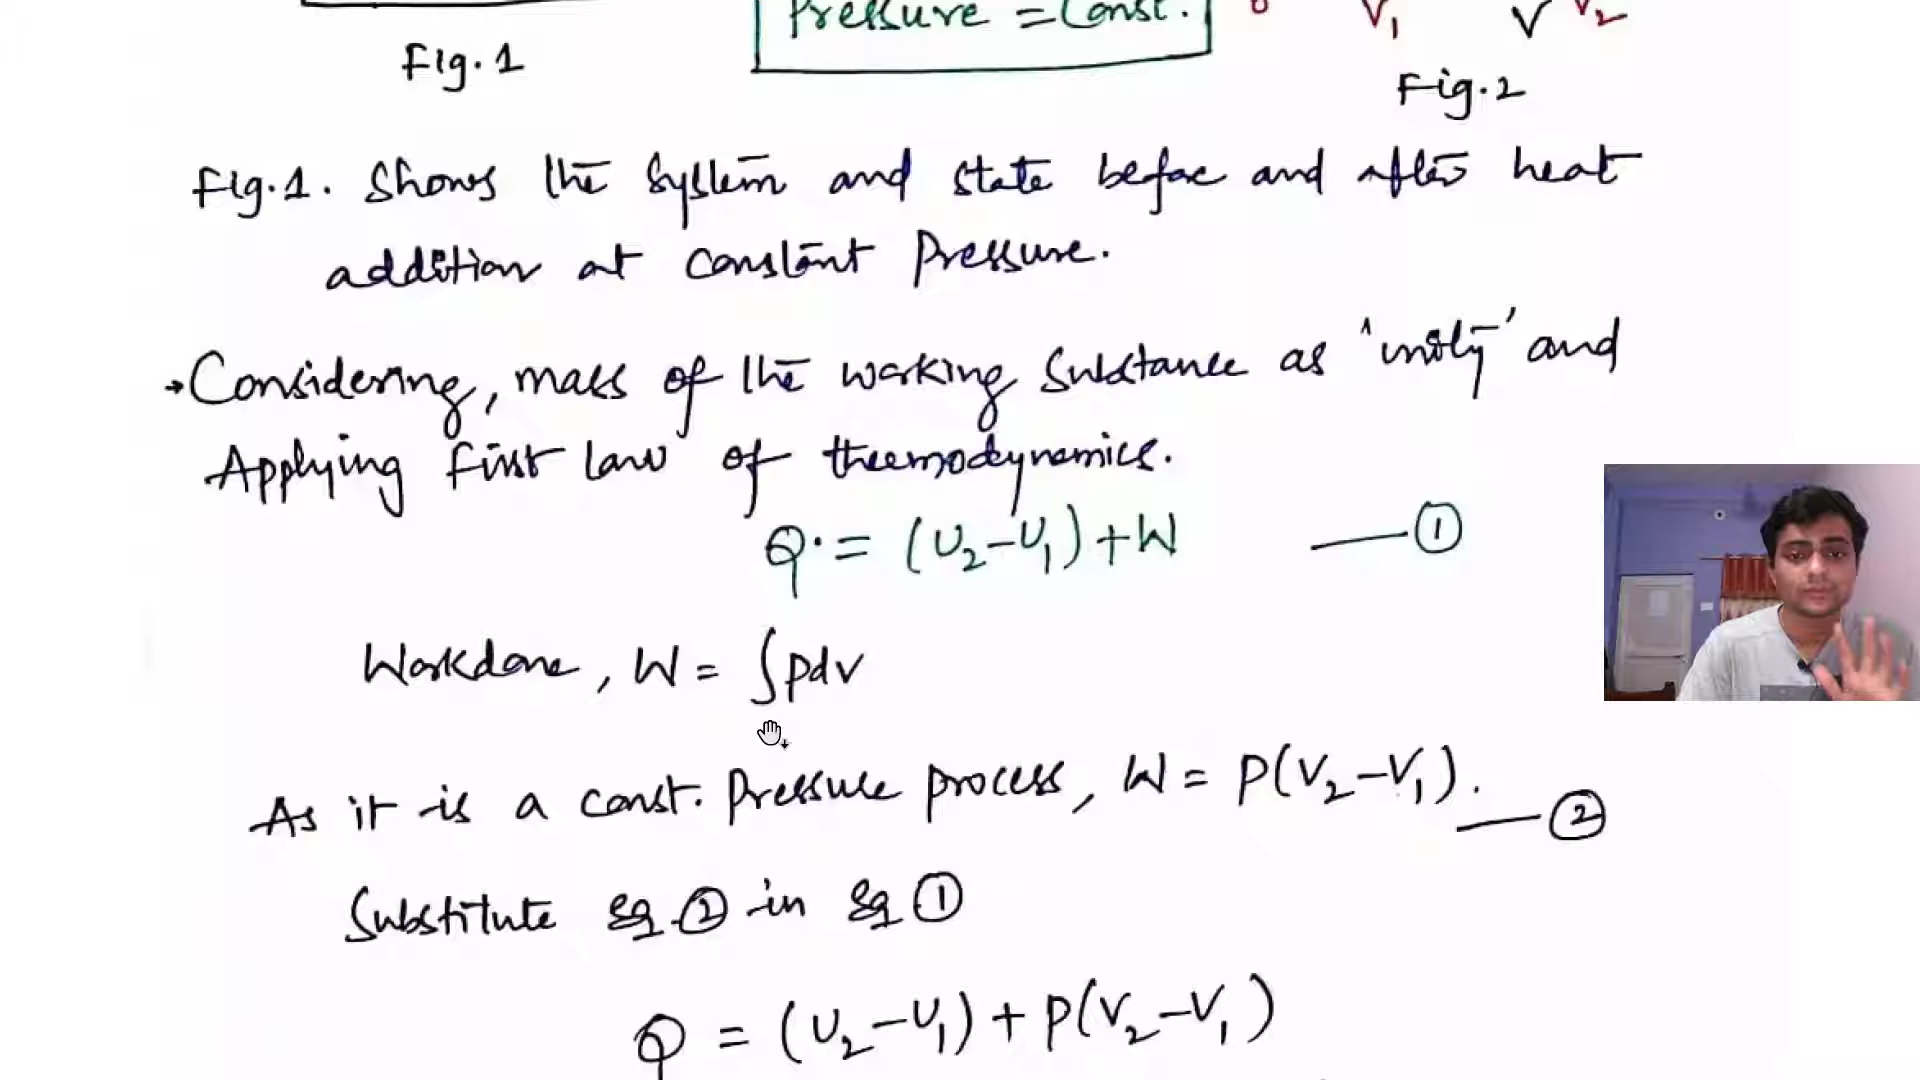 Pressure = Const.
0 V1 V V2
Fig.1
Fig.2
Fig.1. Shows the System and state before and after heat
addition at constant Pressure.
→ Considering, mass of the working Substance as 'unity' and
Applying first law of thermodynamics.
Q. = (U2-U1)+W —①
Workdone, W = ∫pdv
As it is a const. Pressure process, W = P(V2-V1). —②
Substitute Eq.② in Eq①
Q = (U2-U1) + P(V2-V1)